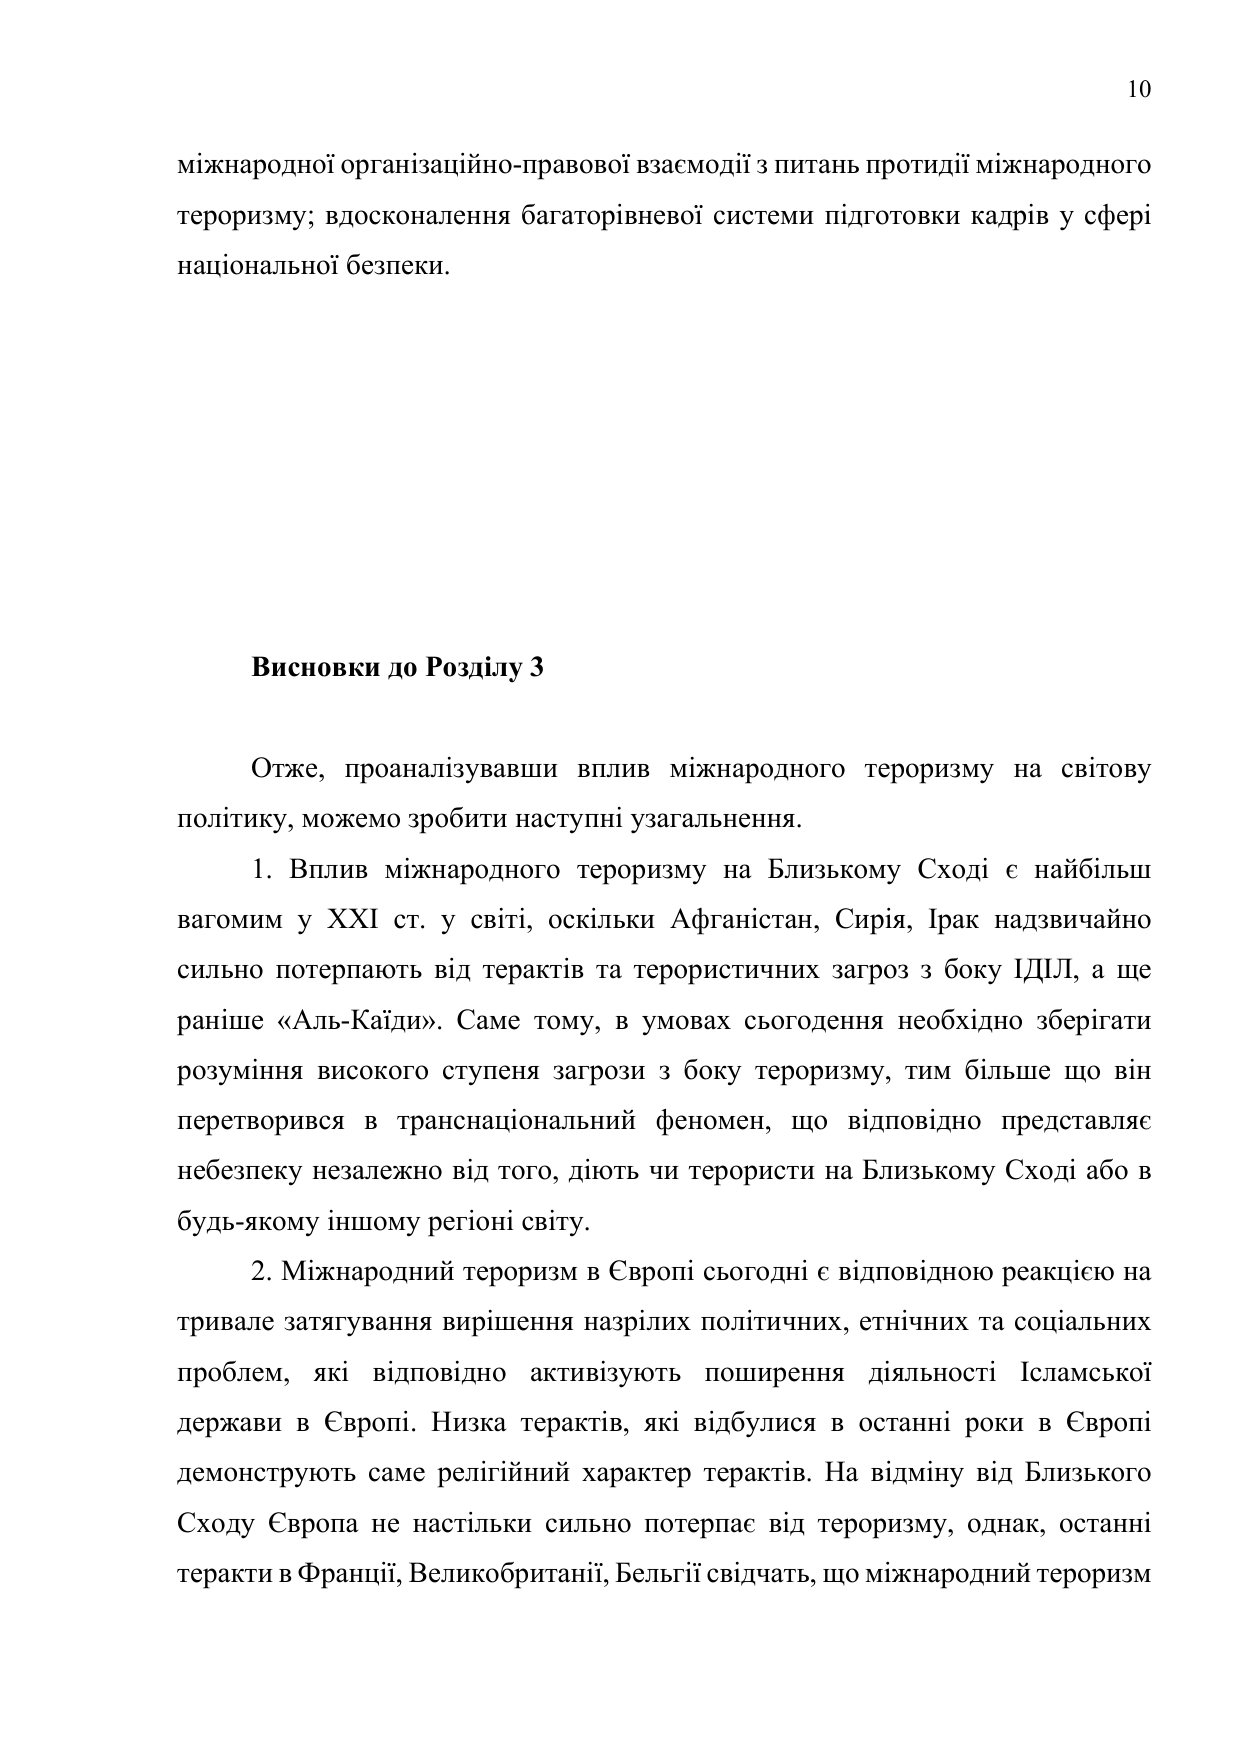 10
міжнародної організаційно-правової взаємодії з питань протидії міжнародного
тероризму; вдосконалення багаторівневої системи підготовки кадрів у сфері
національної безпеки.
Висновки до Розділу 3
Отже, проаналізувавши вплив міжнародного тероризму на світову
політику, можемо зробити наступні узагальнення.
1. Вплив міжнародного тероризму на Близькому Сході є найбільш
вагомим у ХХІ ст. у світі, оскільки Афганістан, Сирія, Ірак надзвичайно
сильно потерпають від терактів та терористичних загроз з боку ІДІЛ, а ще
раніше «Аль-Каїди». Саме тому, в умовах сьогодення необхідно зберігати
розуміння високого ступеня загрози з боку тероризму, тим більше що він
перетворився в транснаціональний феномен, що відповідно представляє
небезпеку незалежно від того, діють чи терористи на Близькому Сході або в
будь-якому іншому регіоні світу.
2. Міжнародний тероризм в Європі сьогодні є відповідною реакцією на
тривале затягування вирішення назрілих політичних, етнічних та соціальних
проблем, які відповідно активізують поширення діяльності Ісламської
держави в Європі. Низка терактів, які відбулися в останні роки в Європі
демонструють саме релігійний характер терактів. На відміну від Близького
Сходу Європа не настільки сильно потерпає від тероризму, однак, останні
теракти в Франції, Великобританії, Бельгії свідчать, що міжнародний тероризм